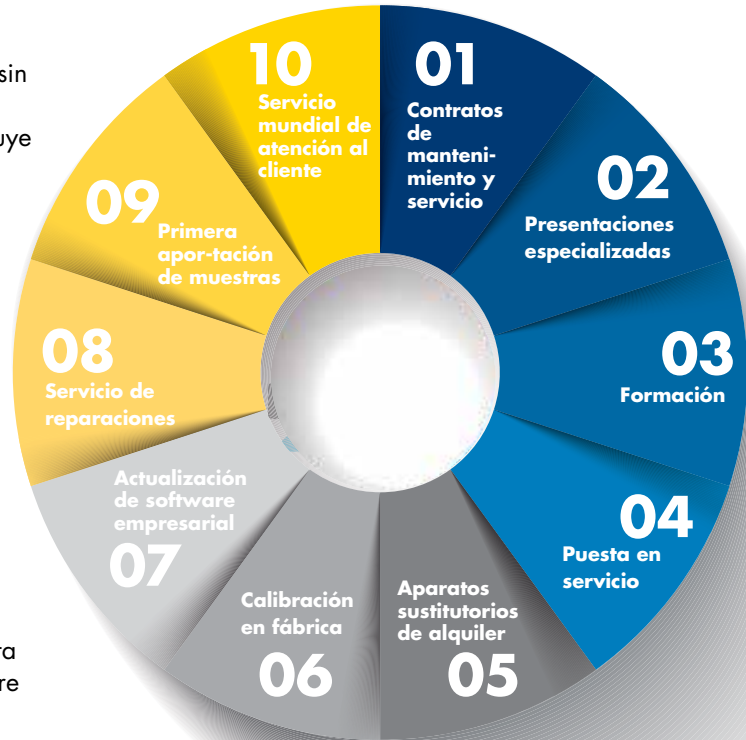 sin
uye
ra
re
01
Contratos
de
manteni-
miento y
servicio
02
Presentaciones
especializadas
03
Formación
04
Puesta en
servicio
Aparatos
sustitutorios
de alquiler
05
Calibración
en fábrica
06
Actualización
de software
empresarial
07
08
Servicio de
reparaciones
09
Primera
apor-tación
de muestras
10
Servicio
mundial de
atención al
cliente